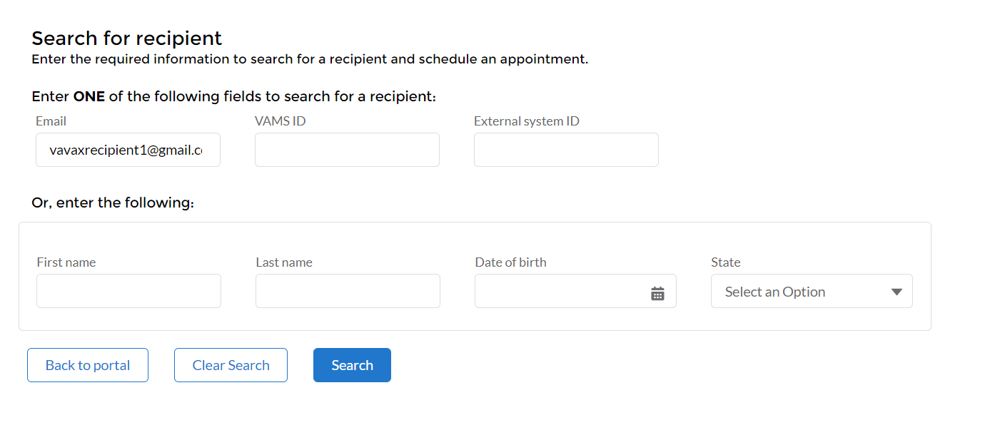 Search for recipient
Enter the required information to search for a recipient and schedule an appointment.
Enter ONE of the following fields to search for a recipient:
Email VAMS ID External system ID
vavaxrecipient1@gmail.c
Or, enter the following:
First name Last name Date of birth State
Select an Option
Back to portal Clear Search Search